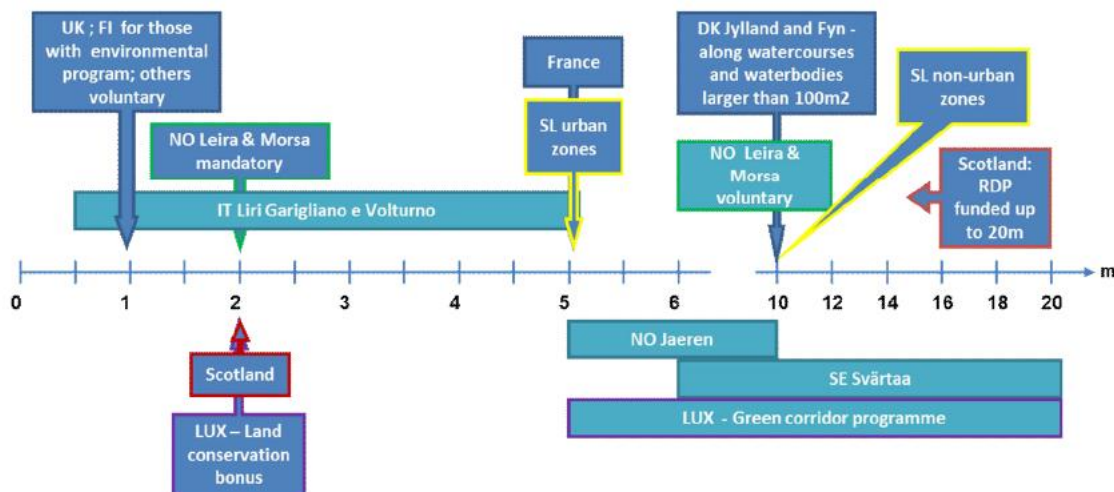 UK ; FI for those
with environmental
program; others
voluntary
NO Leira & Morsa
mandatory
IT Liri Garigliano e Volturno
France
SL urban
zones
DK Jylland and Fyn -
along watercourses
and waterbodies
larger than 100m2
NO Leira &
Morsa
voluntary
SL non-urban
zones
Scotland:
RDP
funded up
to 20m
0 1 2 3 4 5 6 10 12 14 16 18 20 m
Scotland
LUX – Land
conservation
bonus
NO Jaeren
SE Svärtaa
LUX - Green corridor programme